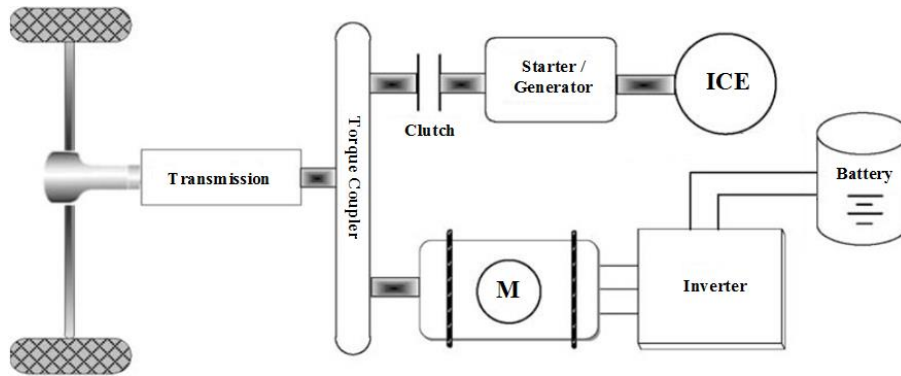 Starter /
Generator
ICE
Clutch
Torque Coupler
Transmission
Battery
M
Inverter